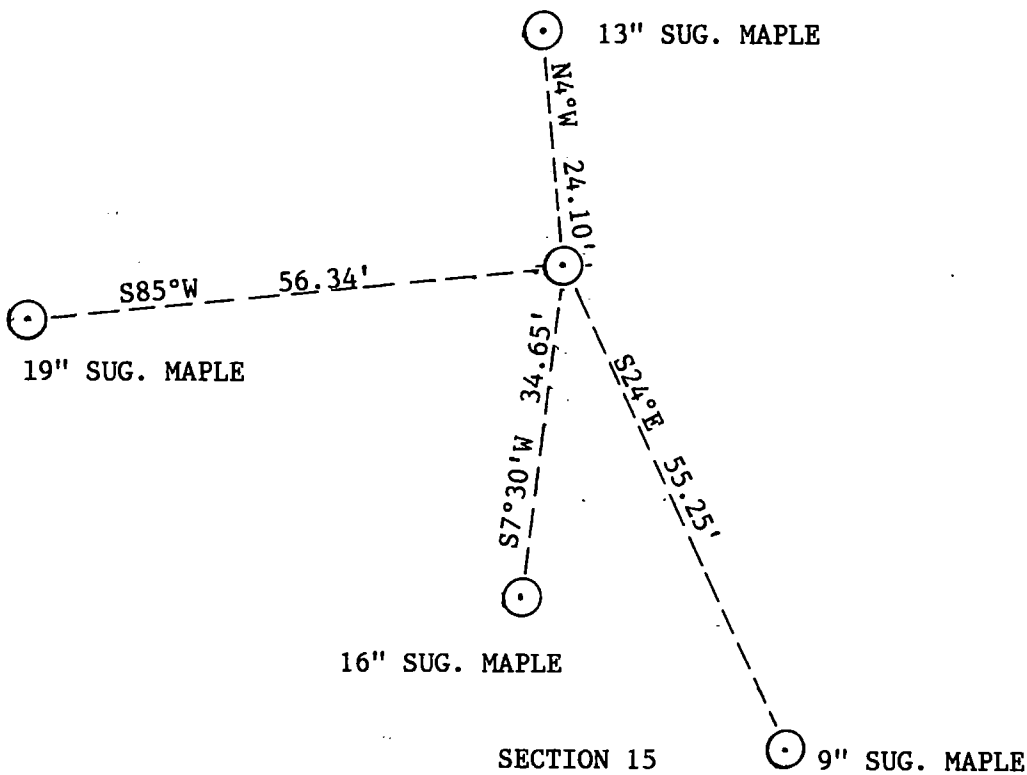 13" SUG. MAPLE
N4°W 24.10'
S85°W 56.34'
19" SUG. MAPLE
S7°30'W 34.65'
S24°E 55.25'
16" SUG. MAPLE
SECTION 15
9" SUG. MAPLE